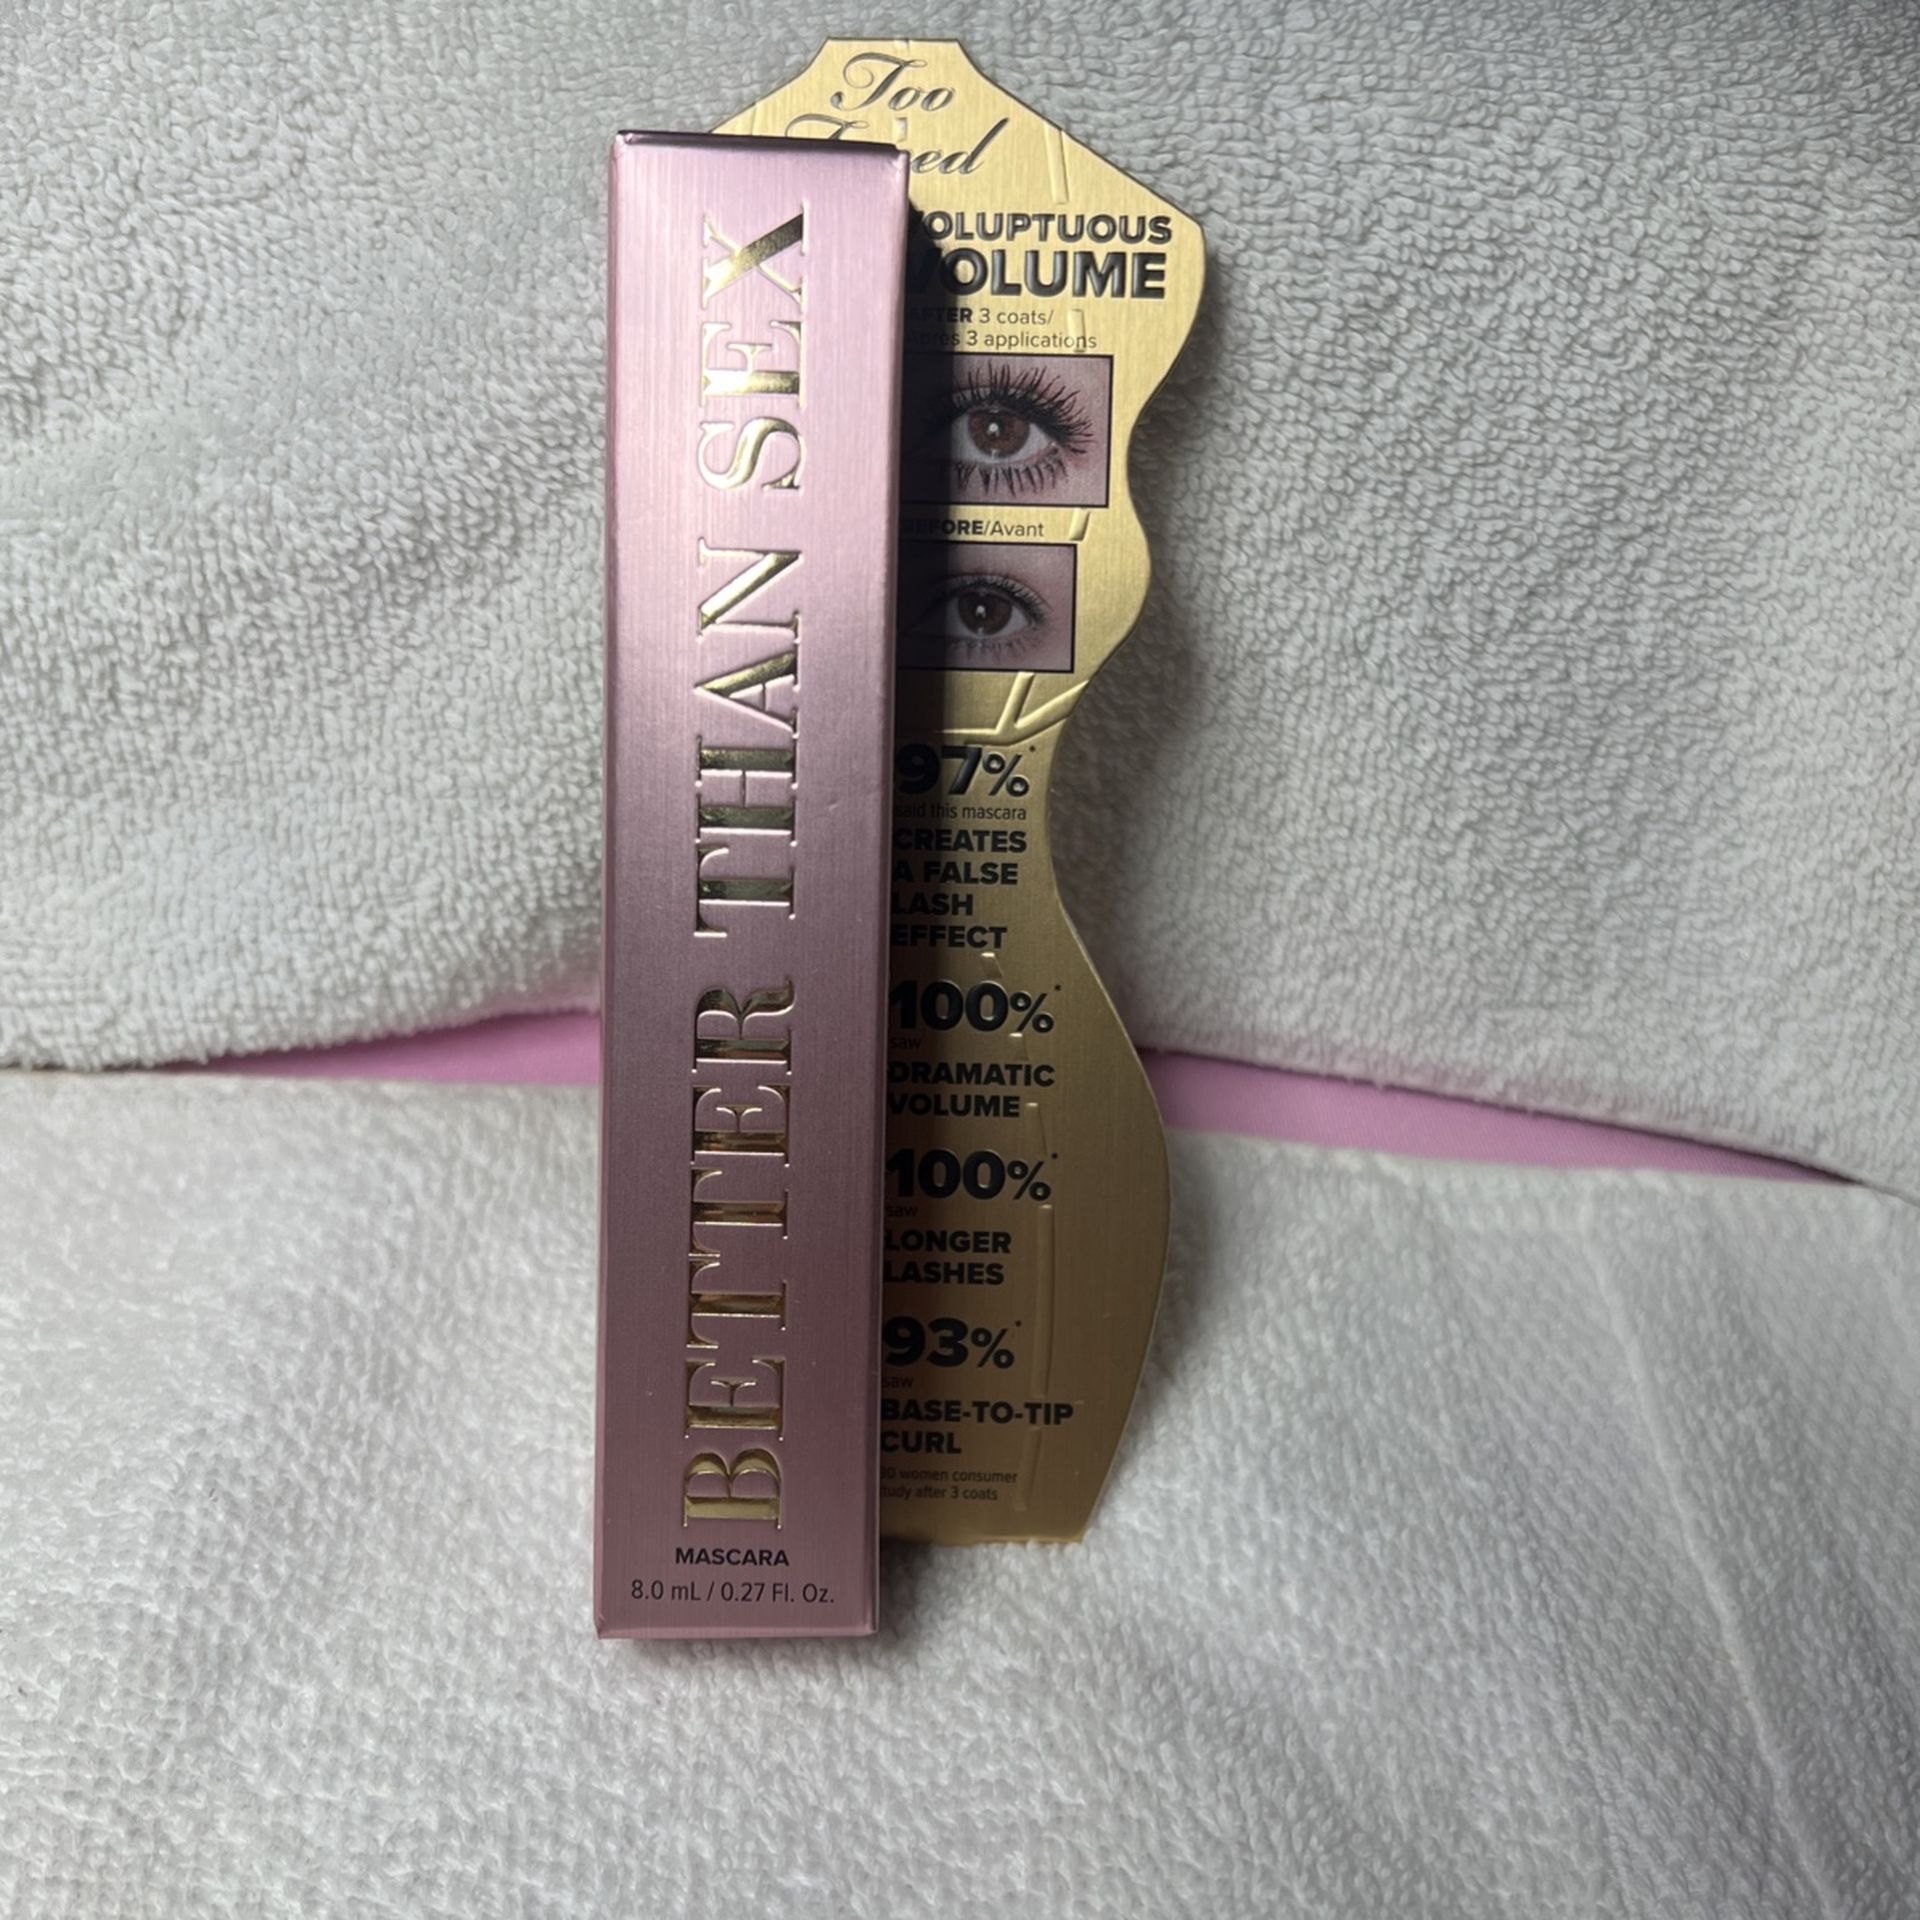 BETTER THAN SEX
MASCARA
8.0 mL / 0.27 Fl. Oz.
Too
VOLUPTUOUS
VOLUME
AFTER 3 coats/
Après 3 applications
BEFORE/Avant
97%*
said this mascara
CREATES
A FALSE
LASH
EFFECT
100%*
saw
DRAMATIC
VOLUME
100%*
saw
LONGER
LASHES
93%*
saw
BASE-TO-TIP
CURL
women consumer
study after 3 coats